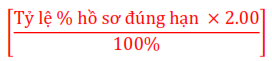 [Tỷ lệ % hồ sơ đúng hạn × 2.00
100%]